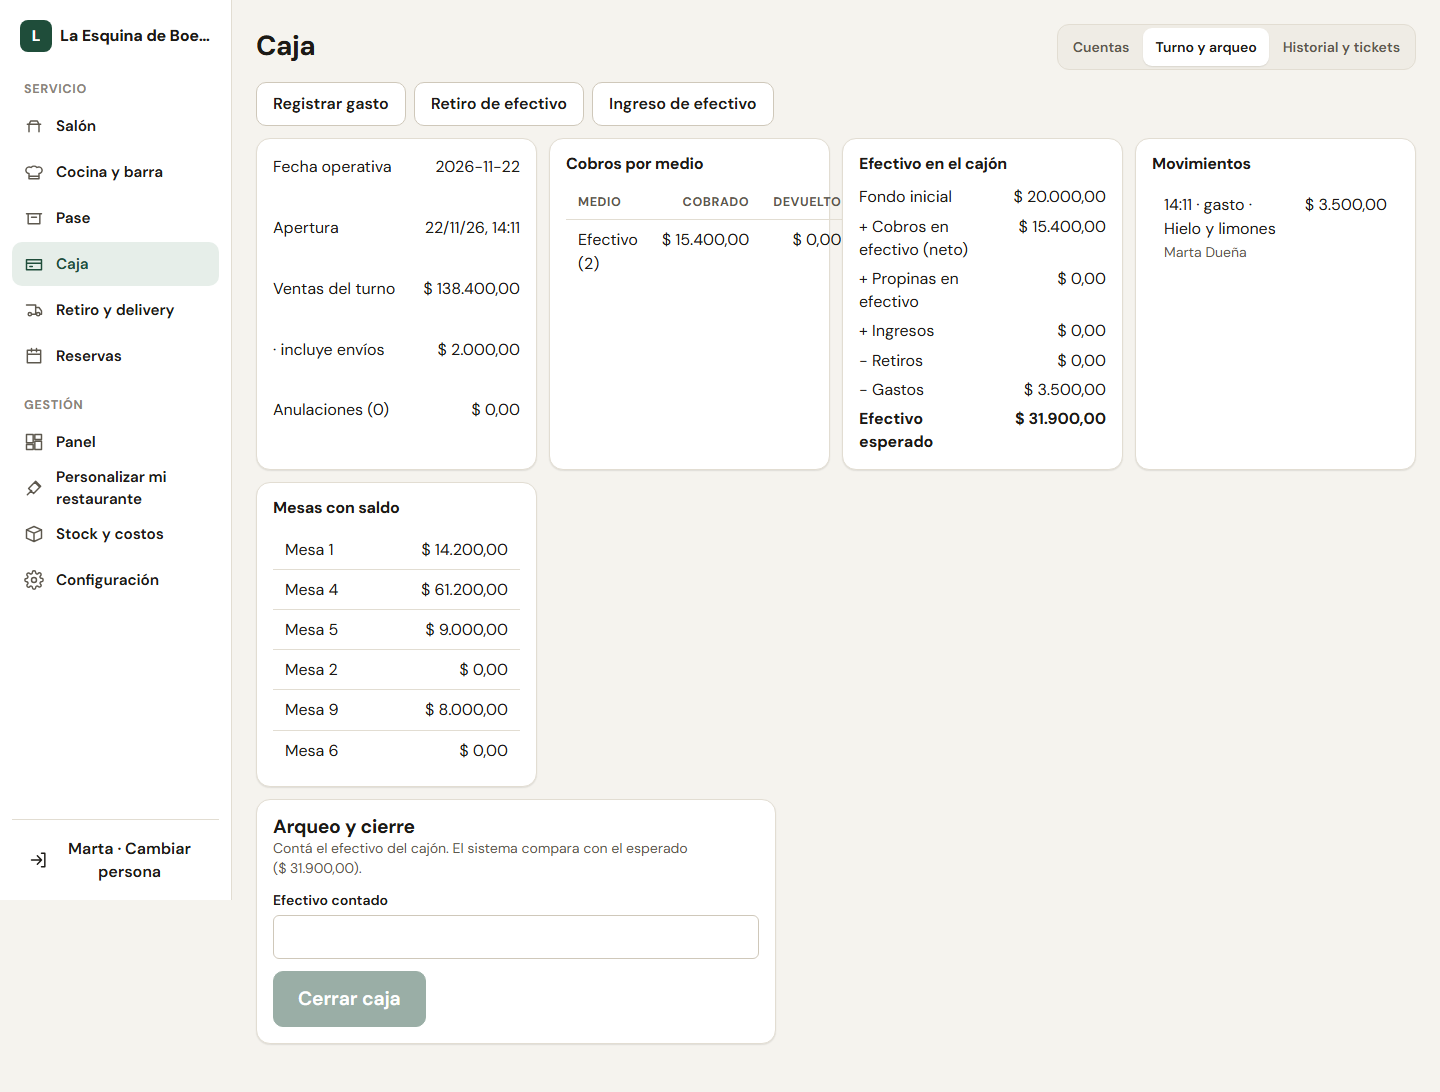 L
La Esquina de Boe...
SERVICIO
Salón
Cocina y barra
Pase
Caja
Retiro y delivery
Reservas
GESTIÓN
Panel
Personalizar mi
restaurante
Stock y costos
Configuración
Marta · Cambiar
persona
Caja
Cuentas
Turno y arqueo
Historial y tickets
Registrar gasto
Retiro de efectivo
Ingreso de efectivo
Fecha operativa 2026-11-22
Apertura 22/11/26, 14:11
Ventas del turno $ 138.400,00
· incluye envíos $ 2.000,00
Anulaciones (0) $ 0,00
Cobros por medio
MEDIO COBRADO DEVUELTO
Efectivo $ 15.400,00 $ 0,00
(2)
Efectivo en el cajón
Fondo inicial $ 20.000,00
+ Cobros en $ 15.400,00
efectivo (neto)
+ Propinas en $ 0,00
efectivo
+ Ingresos $ 0,00
− Retiros $ 0,00
− Gastos $ 3.500,00
Efectivo $ 31.900,00
esperado
Movimientos
14:11 · gasto · $ 3.500,00
Hielo y limones
Marta Dueña
Mesas con saldo
Mesa 1 $ 14.200,00
Mesa 4 $ 61.200,00
Mesa 5 $ 9.000,00
Mesa 2 $ 0,00
Mesa 9 $ 8.000,00
Mesa 6 $ 0,00
Arqueo y cierre
Contá el efectivo del cajón. El sistema compara con el esperado
($ 31.900,00).
Efectivo contado
Cerrar caja